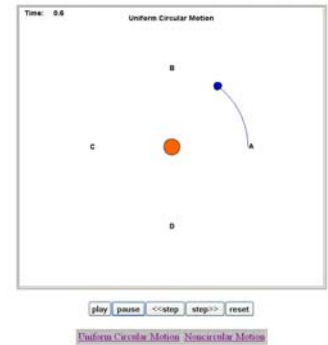 Time: 0.6
Uniform Circular Motion
B
C
A
D
play pause <<step step>> reset
Uniform Circular Motion Noncircular Motion